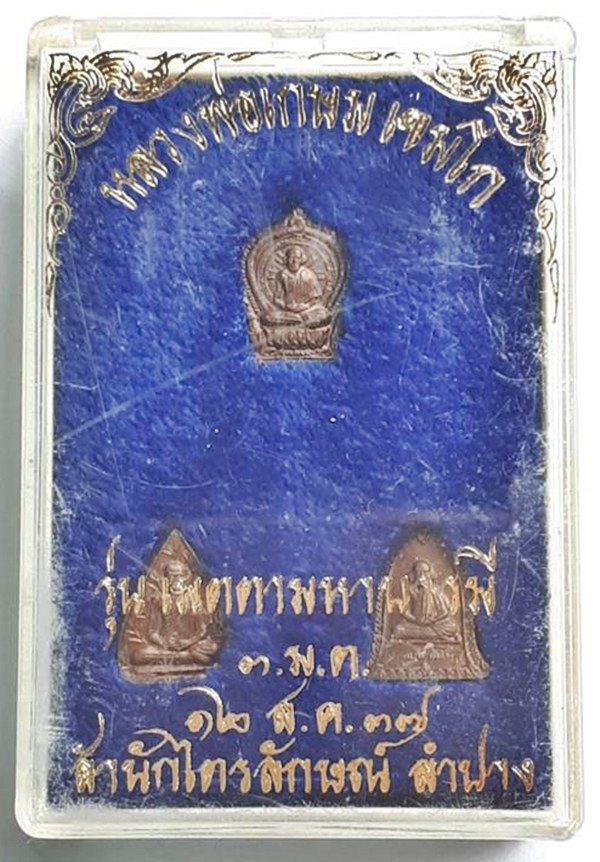 หลวงพ่อเกษม เขมโก
รุ่น เมตตามหาบารมี
๓.ม.ค.
๑๒ ส.ค.๓๗
สำนักไตรลักษณ์ ลำปาง